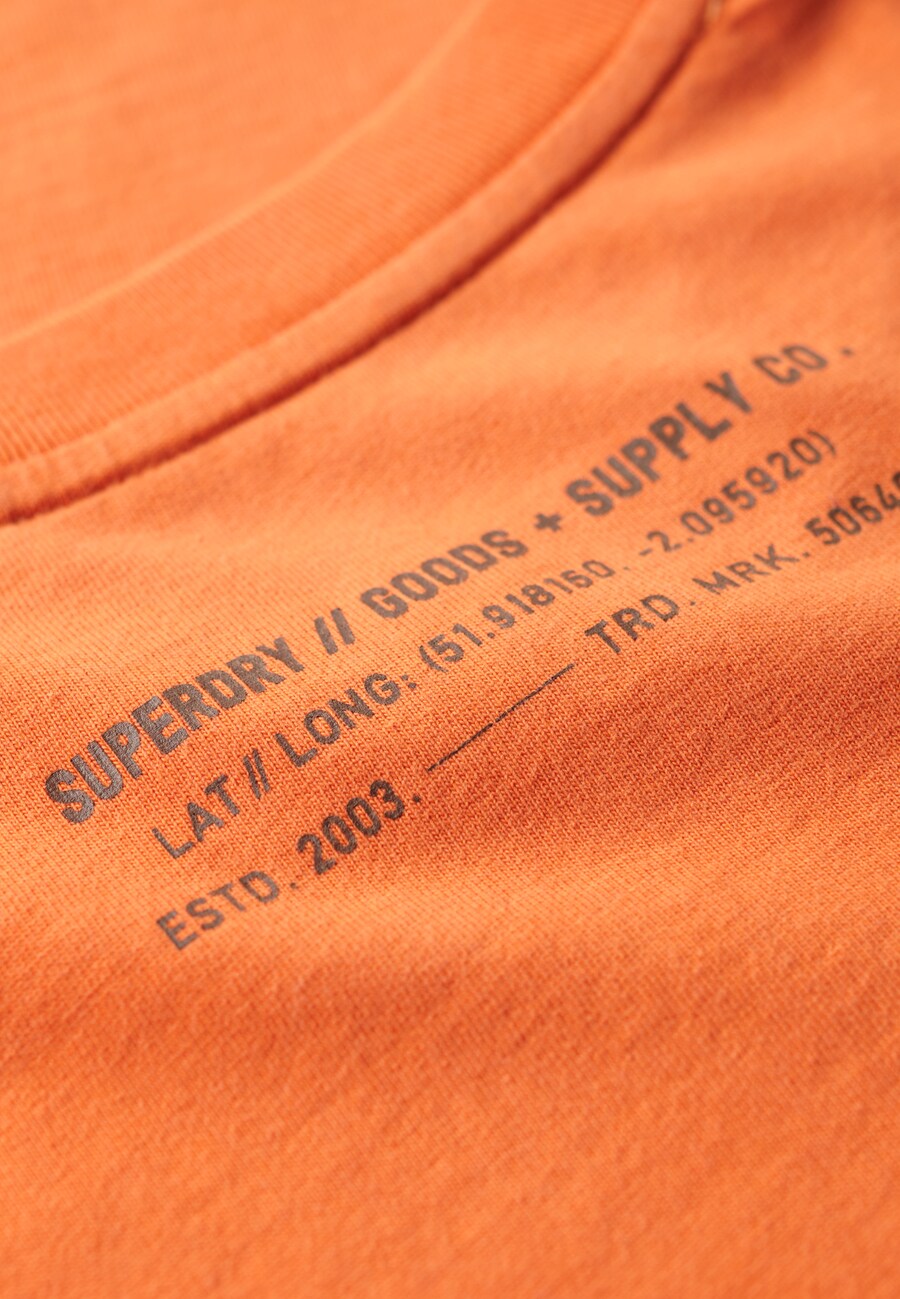 SUPERDRY // GOODS + SUPPLY CO.
LAT// LONG: (51.918160. -2.095920)
ESTD. 2003. TRD. MRK.